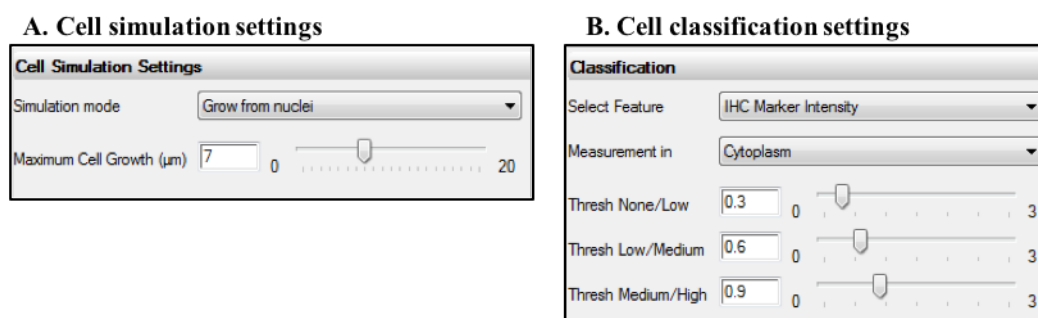 A. Cell simulation settings
Cell Simulation Settings
Simulation mode Grow from nuclei
Maximum Cell Growth (µm) 7 0 20
B. Cell classification settings
Classification
Select Feature IHC Marker Intensity
Measurement in Cytoplasm
Thresh None/Low 0.3 0 3
Thresh Low/Medium 0.6 0 3
Thresh Medium/High 0.9 0 3